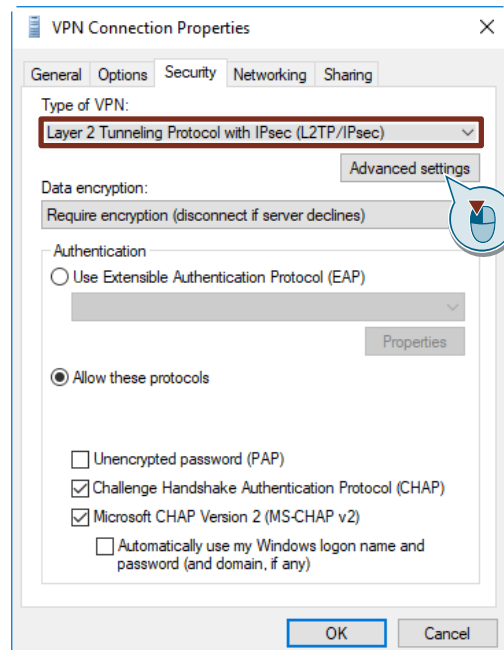 VPN Connection Properties
General Options Security Networking Sharing
Type of VPN:
Layer 2 Tunneling Protocol with IPsec (L2TP/IPsec)
Advanced settings
Data encryption:
Require encryption (disconnect if server declines)
Authentication
Use Extensible Authentication Protocol (EAP)
Properties
Allow these protocols
Unencrypted password (PAP)
Challenge Handshake Authentication Protocol (CHAP)
Microsoft CHAP Version 2 (MS-CHAP v2)
Automatically use my Windows logon name and
password (and domain, if any)
OK Cancel